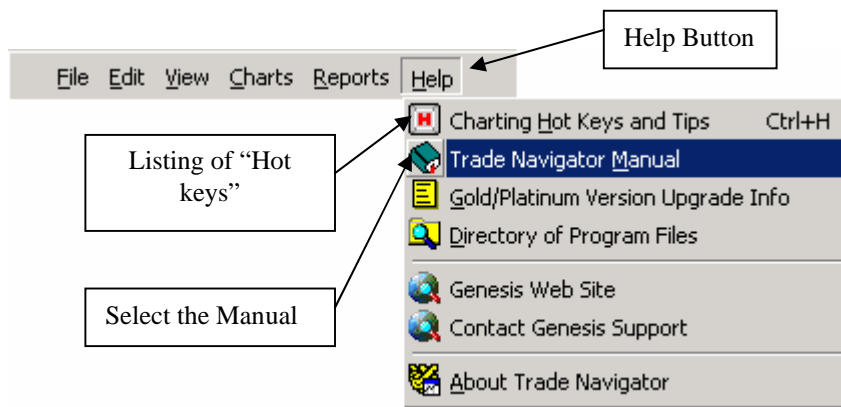 Help Button
File Edit View Charts Reports Help
Charting Hot Keys and Tips Ctrl+H
Listing of “Hot
keys”
Trade Navigator Manual
Gold/Platinum Version Upgrade Info
Directory of Program Files
Genesis Web Site
Select the Manual
Contact Genesis Support
About Trade Navigator